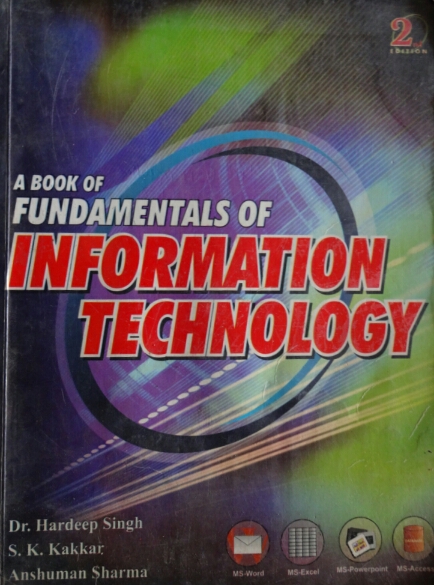 2
A BOOK OF
FUNDAMENTALS OF
INFORMATION
TECHNOLOGY
Dr. Hardeep Singh
S. K. Kakkar
Anshuman Sharma
MS-Word MS-Excel MS-Powerpoint MS-Access